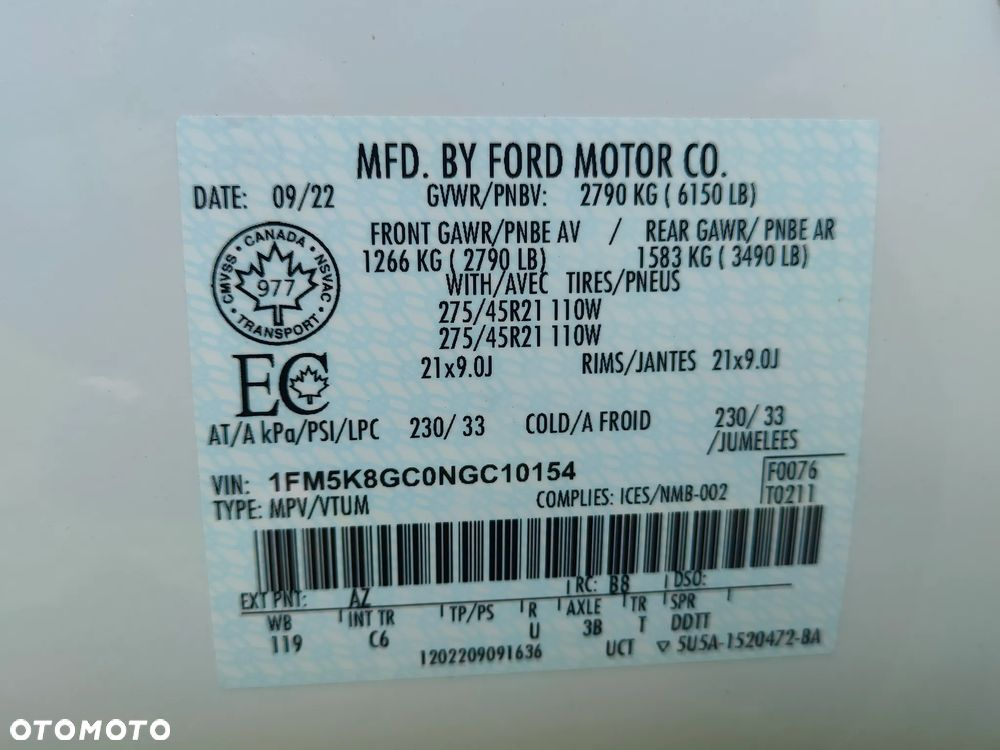 MFD. BY FORD MOTOR CO.
DATE: 09/22 GVWR/PNBV: 2790 KG ( 6150 LB)
FRONT GAWR/PNBE AV / REAR GAWR/ PNBE AR
1266 KG ( 2790 LB) 1583 KG ( 3490 LB)
WITH/AVEC TIRES/PNEUS
275/45R21 110W
275/45R21 110W
21x9.0J RIMS/JANTES 21x9.0J
CANADA
CMVSS NSVAC
977
TRANSPORT
EC
AT/A kPa/PSI/LPC 230/ 33 COLD/A FROID 230/ 33
/JUMELEES
VIN: 1FM5K8GC0NGC10154 F0076
TYPE: MPV/VTUM COMPLIES: ICES/NMB-002 T0211
EXT PNT: AZ RC: B8 DSO:
WB INT TR TP/PS R AXLE TR SPR
119 C6 U 3B T DDTT
1202209091636 UCT ▽ 5U5A-1520472-BA
OTOMOTO